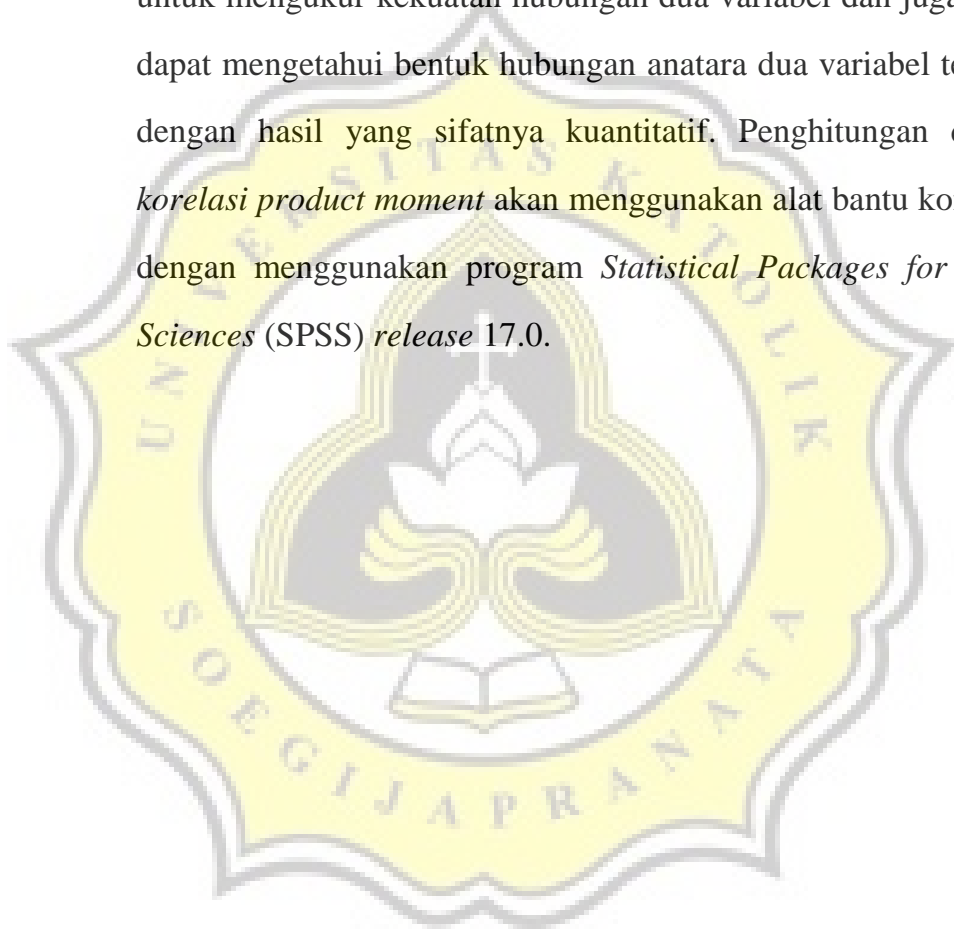 untuk mengukur kekuatan hubungan dua variabel dan juga
dapat mengetahui bentuk hubungan anatara dua variabel
dengan hasil yang sifatnya kuantitatif. Penghitungan
korelasi product moment akan menggunakan alat bantu
dengan menggunakan program Statistical Packages for
Sciences (SPSS) release 17.0.
UNIVERSITAS KATOLIK
SOEGIJAPRANATA